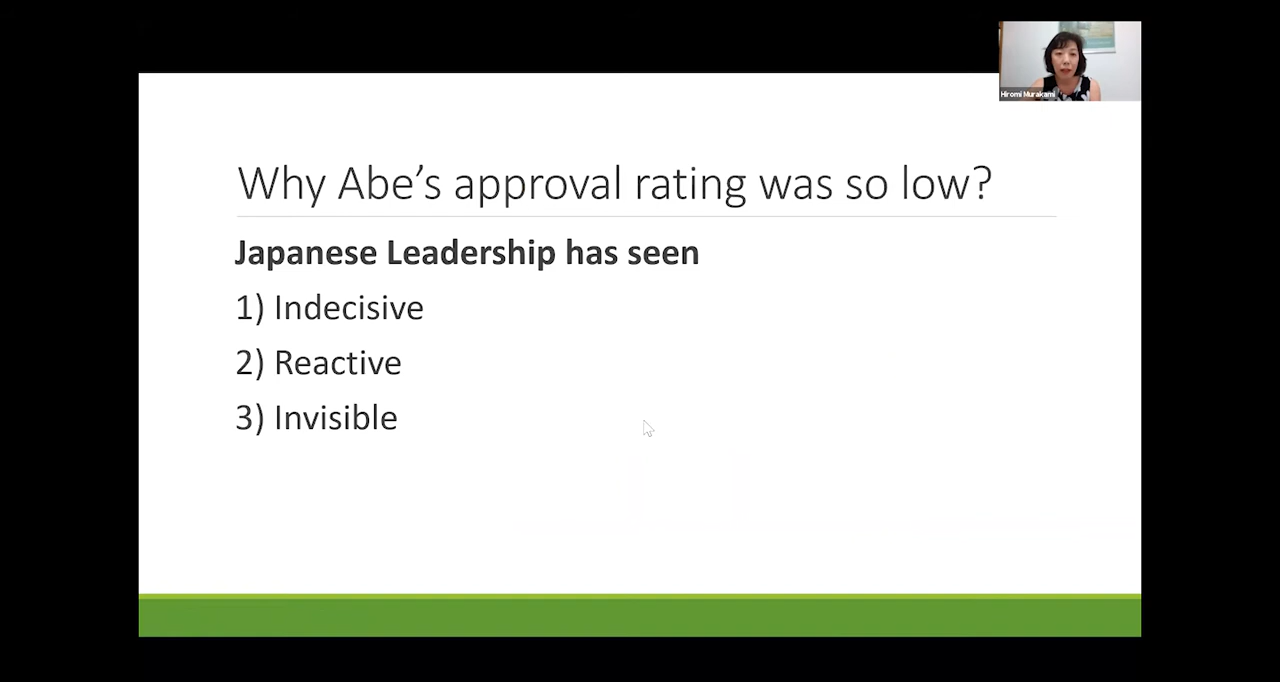 Hiromi Murakami
Why Abe’s approval rating was so low?
Japanese Leadership has seen
1) Indecisive
2) Reactive
3) Invisible